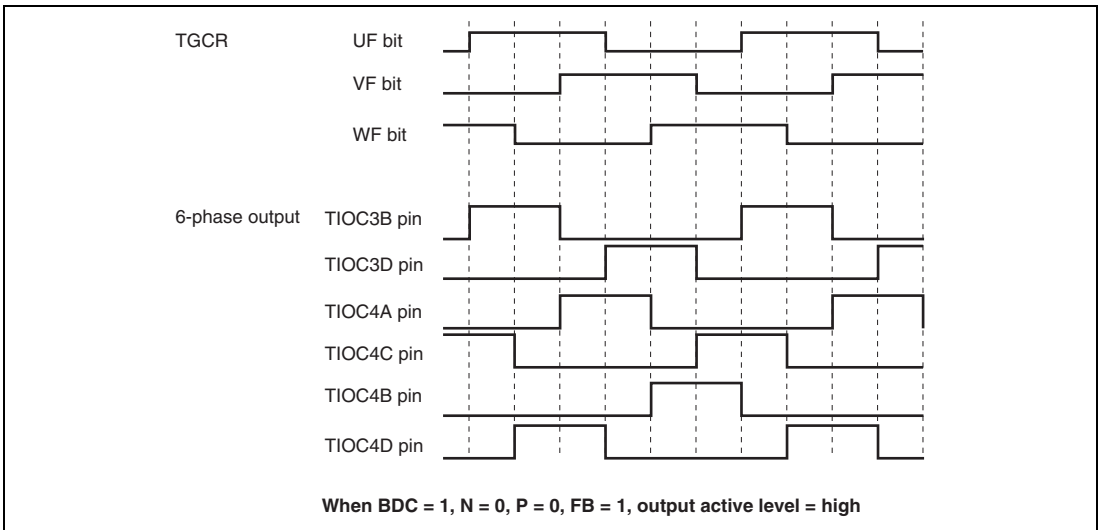 TGCR UF bit
VF bit
WF bit
6-phase output TIOC3B pin
TIOC3D pin
TIOC4A pin
TIOC4C pin
TIOC4B pin
TIOC4D pin
When BDC = 1, N = 0, P = 0, FB = 1, output active level = high